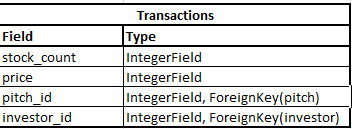 Transactions
Field Type
stock_count IntegerField
price IntegerField
pitch_id IntegerField, ForeignKey(pitch)
investor_id IntegerField, ForeignKey(investor)